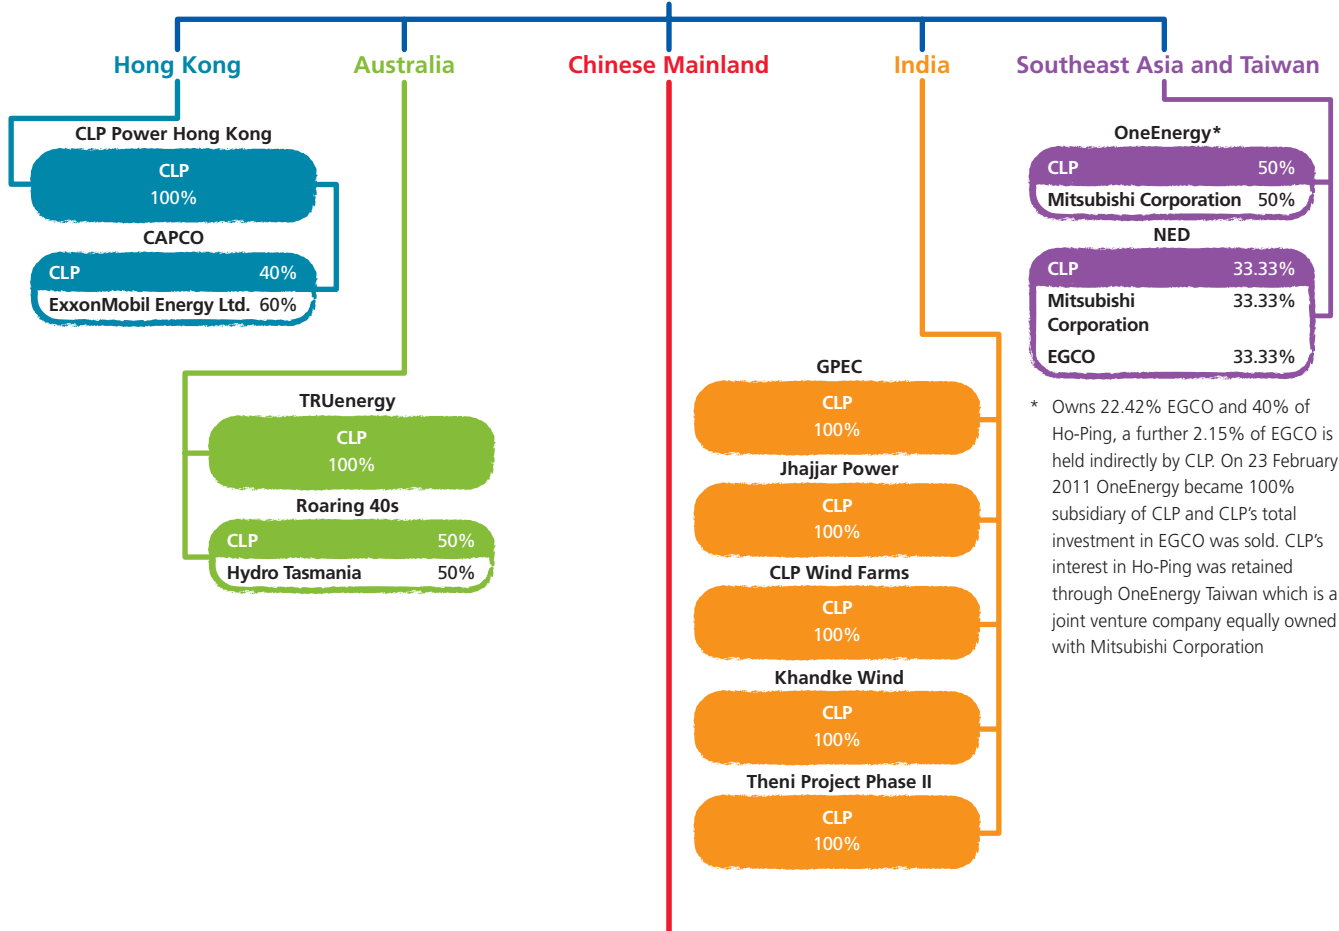 Hong Kong
Australia
Chinese Mainland
India
Southeast Asia and Taiwan
CLP Power Hong Kong
CLP
100%
CAPCO
CLP 40%
ExxonMobil Energy Ltd. 60%
TRUenergy
CLP
100%
Roaring 40s
CLP 50%
Hydro Tasmania 50%
GPEC
CLP
100%
Jhajjar Power
CLP
100%
CLP Wind Farms
CLP
100%
Khandke Wind
CLP
100%
Theni Project Phase II
CLP
100%
OneEnergy*
CLP 50%
Mitsubishi Corporation 50%
NED
CLP 33.33%
Mitsubishi 33.33%
Corporation
EGCO 33.33%
* Owns 22.42% EGCO and 40% of
Ho-Ping, a further 2.15% of EGCO is
held indirectly by CLP. On 23 February
2011 OneEnergy became 100%
subsidiary of CLP and CLP’s total
investment in EGCO was sold. CLP’s
interest in Ho-Ping was retained
through OneEnergy Taiwan which is a
joint venture company equally owned
with Mitsubishi Corporation